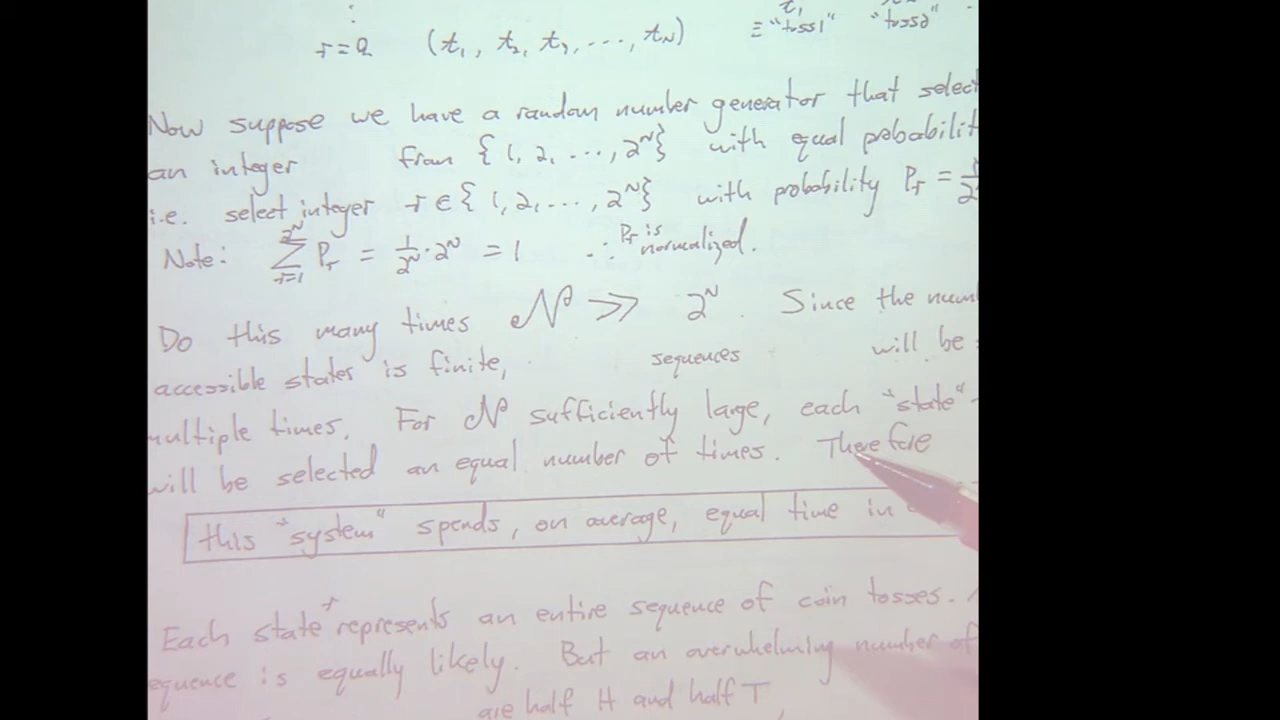 r=2 (t₁, t₂, t₃, ..., t_N) ≡ "toss1" "toss2"
Now suppose we have a random number generator that select
an integer from {1, 2, ..., 2^N} with equal probabilit
i.e. select integer r ∈ {1, 2, ..., 2^N} with probability P_r = 1/2
Note: ∑_{r=1}^{2^N} P_r = 1/2^N · 2^N = 1 ∴ P_r is normalized.
Do this many times 𝒩 >> 2^N. Since the num
accessible states is finite, sequences will be
multiple times. For 𝒩 sufficiently large, each "state"
will be selected an equal number of times. Therefore
this "system" spends, on average, equal time in
Each state r represents an entire sequence of coin tosses.
equence is equally likely. But an overwhelming number of
are half H and half T,